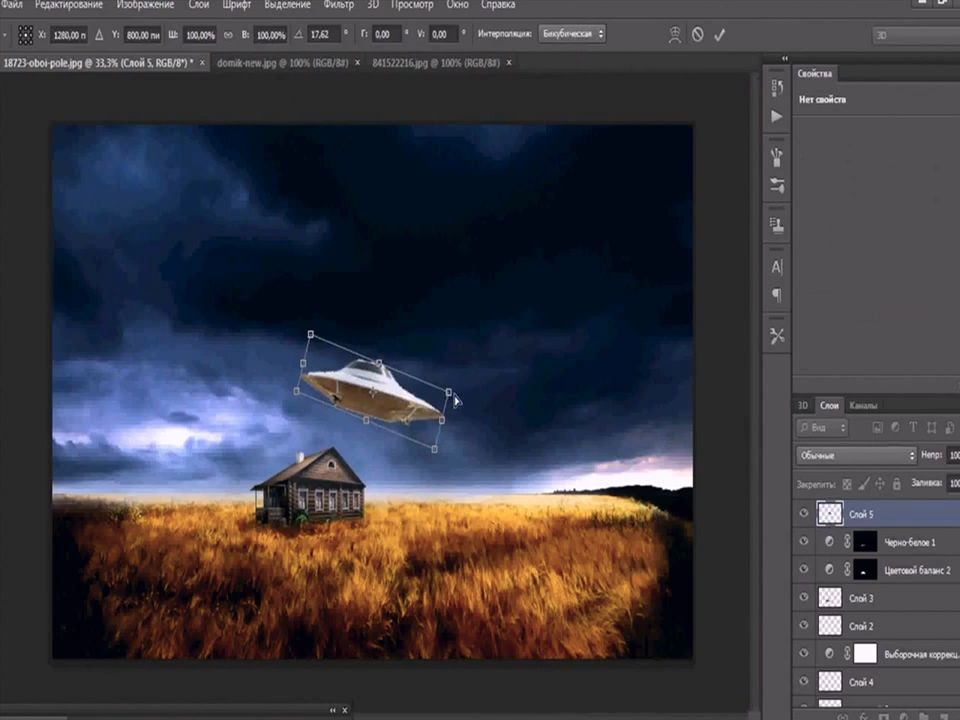 Файл Редактирование Изображение Слои Шрифт Выделение Фильтр 3D Просмотр Окно Справка
X: 1280,00 п Y: 800,00 пи Ш: 100,00% В: 100,00% 17,62 ° Г: 0,00 ° V: 0,00 ° Интерполяция: Бикубическая 3D
18723-oboi-pole.jpg @ 33,3% (Слой 5, RGB/8*) * × domik-new.jpg @ 100% (RGB/8#) × 841522216.jpg @ 100% (RGB/8#) ×
Свойства
Нет свойств
A|
3D Слои Каналы
Вид T
Обычные Непр: 100
Закрепить: Заливка: 100
Слой 5
Черно-белое 1
Цветовой баланс 2
Слой 3
Слой 2
Выборочная коррекц...
Слой 4